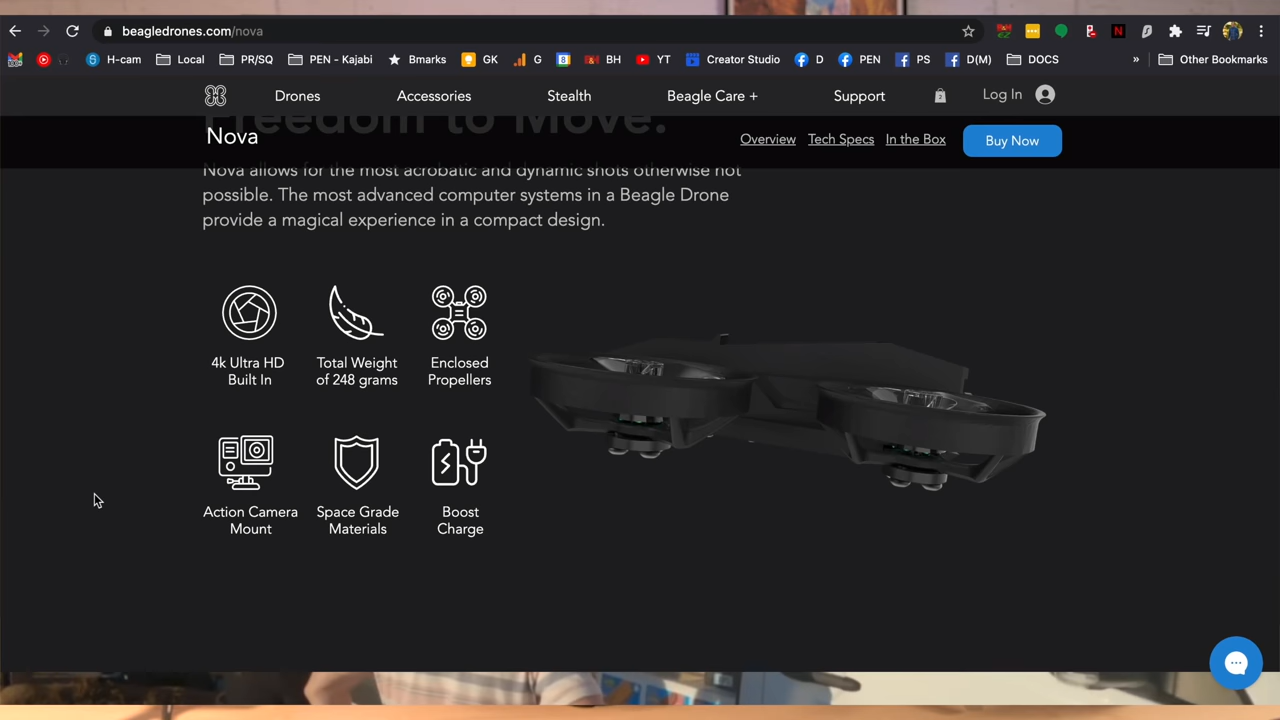 beagledrones.com/nova
H-cam
Local
PR/SQ
PEN - Kajabi
Bmarks
GK
G
BH
YT
Creator Studio
D
PEN
PS
D(M)
DOCS
»
Other Bookmarks
Drones
Accessories
Stealth
Beagle Care +
Support
2
Log In
Freedom to Move.
Nova
Overview
Tech Specs
In the Box
Buy Now
Nova allows for the most acrobatic and dynamic shots otherwise not
possible. The most advanced computer systems in a Beagle Drone
provide a magical experience in a compact design.
4k Ultra HD
Built In
Total Weight
of 248 grams
Enclosed
Propellers
Action Camera
Mount
Space Grade
Materials
Boost
Charge